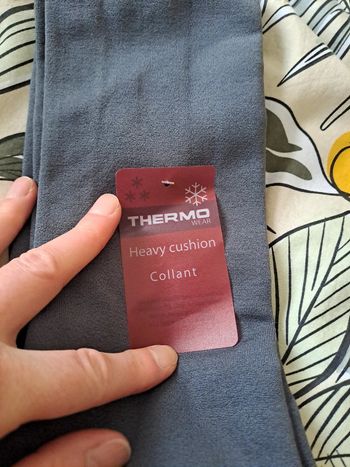 THERMO
WEAR
Heavy cushion
Collant